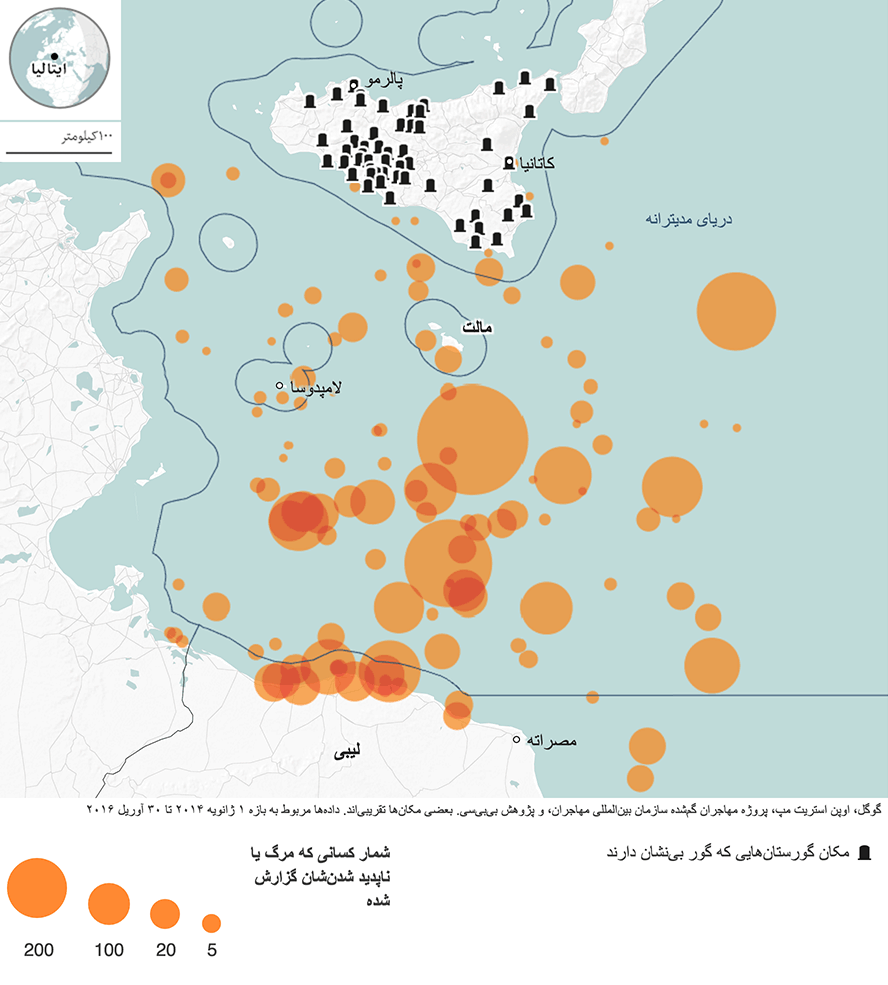 ایتالیا
۱۰۰کیلومتر
پالرمو
کاتانیا
دریای مدیترانه
مالت
لامپدوسا
مصراته
لیبی
گوگل، اوپن استریت مپ، پروژه مهاجران گم‌شده سازمان بین‌المللی مهاجران، و پژوهش بی‌بی‌سی. بعضی مکان‌ها تقریبی‌اند. داده‌ها مربوط به بازه ۱ ژانویه ۲۰۱۴ تا ۳۰ آوریل ۲۰۱۶
مکان گورستان‌هایی که گور بی‌نشان دارند
شمار کسانی که مرگ یا
ناپدید شدن‌شان گزارش
شده
200 100 20 5